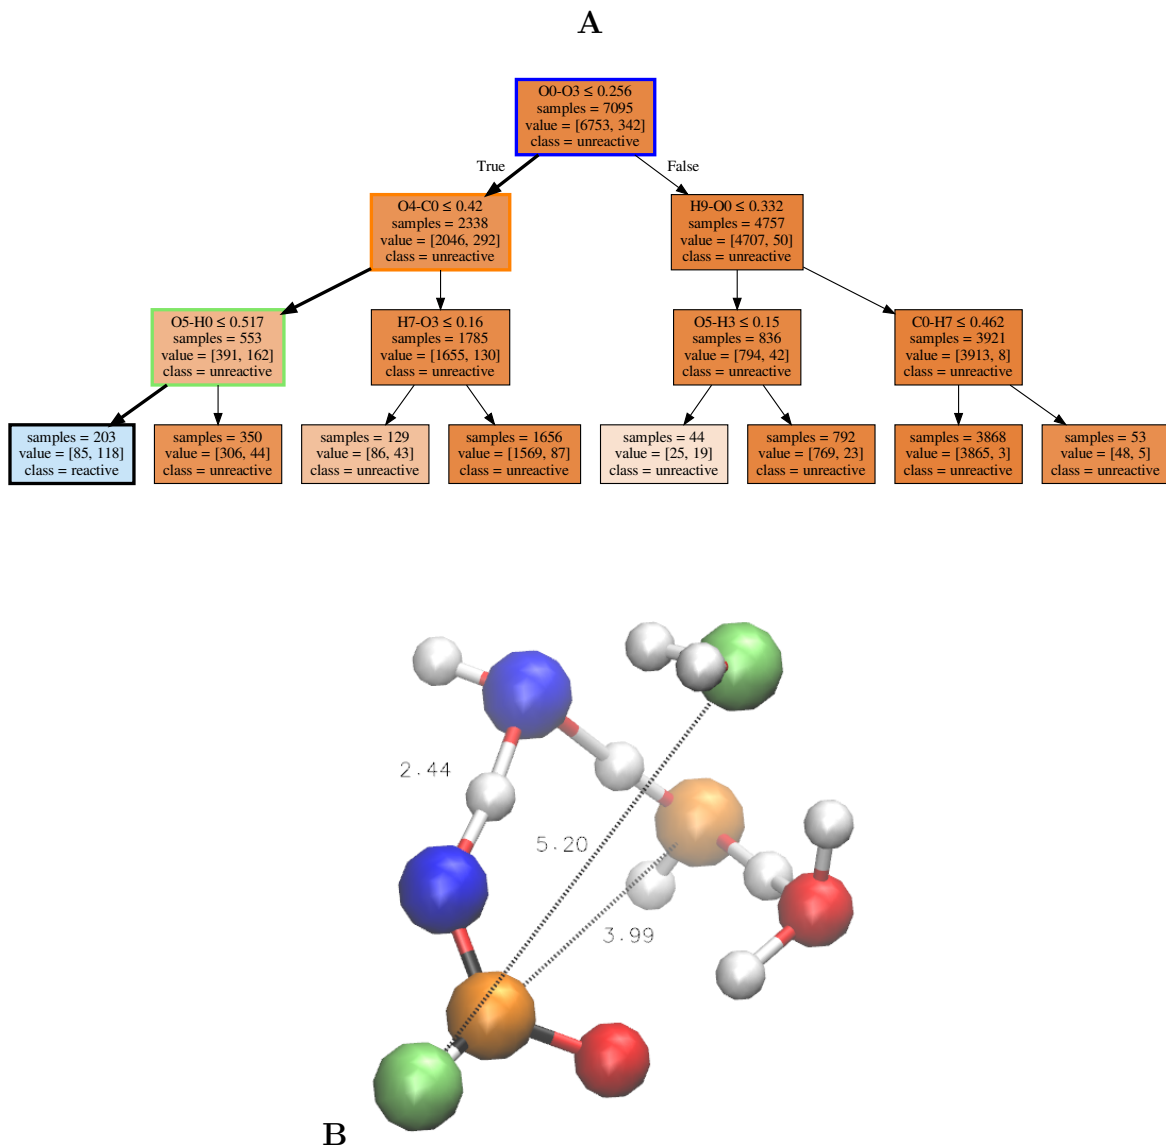 A
O0-O3 ≤ 0.256
samples = 7095
value = [6753, 342]
class = unreactive
True
False
O4-C0 ≤ 0.42
samples = 2338
value = [2046, 292]
class = unreactive
H9-O0 ≤ 0.332
samples = 4757
value = [4707, 50]
class = unreactive
O5-H0 ≤ 0.517
samples = 553
value = [391, 162]
class = unreactive
H7-O3 ≤ 0.16
samples = 1785
value = [1655, 130]
class = unreactive
O5-H3 ≤ 0.15
samples = 836
value = [794, 42]
class = unreactive
C0-H7 ≤ 0.462
samples = 3921
value = [3913, 8]
class = unreactive
samples = 203
value = [85, 118]
class = reactive
samples = 350
value = [306, 44]
class = unreactive
samples = 129
value = [86, 43]
class = unreactive
samples = 1656
value = [1569, 87]
class = unreactive
samples = 44
value = [25, 19]
class = unreactive
samples = 792
value = [769, 23]
class = unreactive
samples = 3868
value = [3865, 3]
class = unreactive
samples = 53
value = [48, 5]
class = unreactive
2.44
5.20
3.99
B